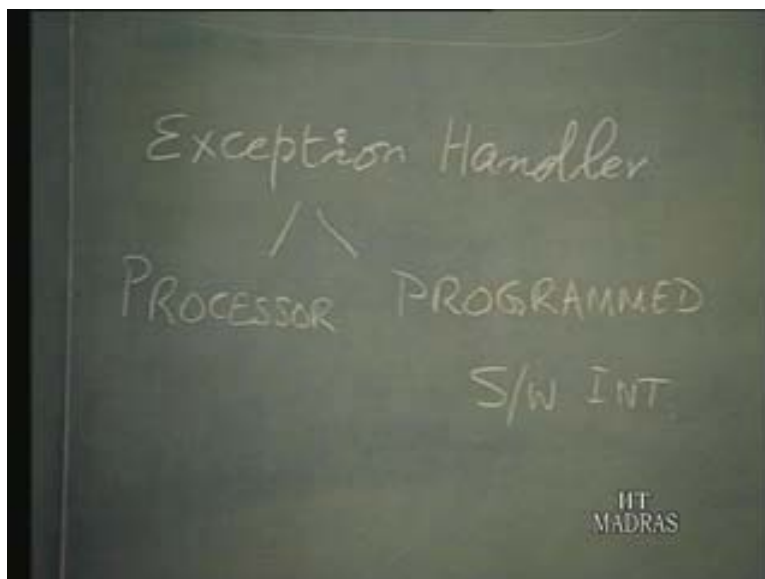 Exception Handler
PROCESSOR PROGRAMMED
S/W INT.
IIT
MADRAS